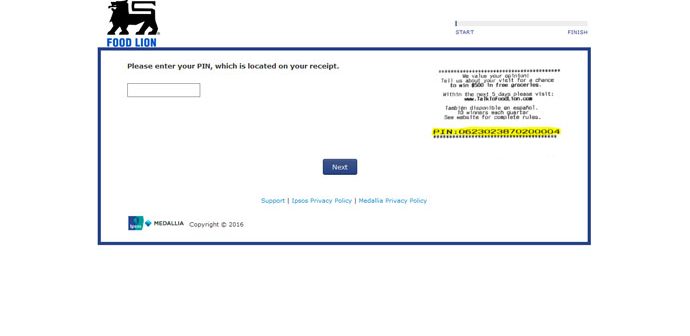 FOOD LION
START FINISH
Please enter your PIN, which is located on your receipt.
****************************************
We value your opinion!
Tell us about your visit for a chance
to win $500 in free groceries.
Within the next 5 days please visit:
www.TalktoFoodLion.com
También disponible en español.
10 winners each quarter
See website for complete rules.
PIN:0623023870200004
****************************************
Next
Support | Ipsos Privacy Policy | Medallia Privacy Policy
Ipsos MEDALLIA Copyright © 2016